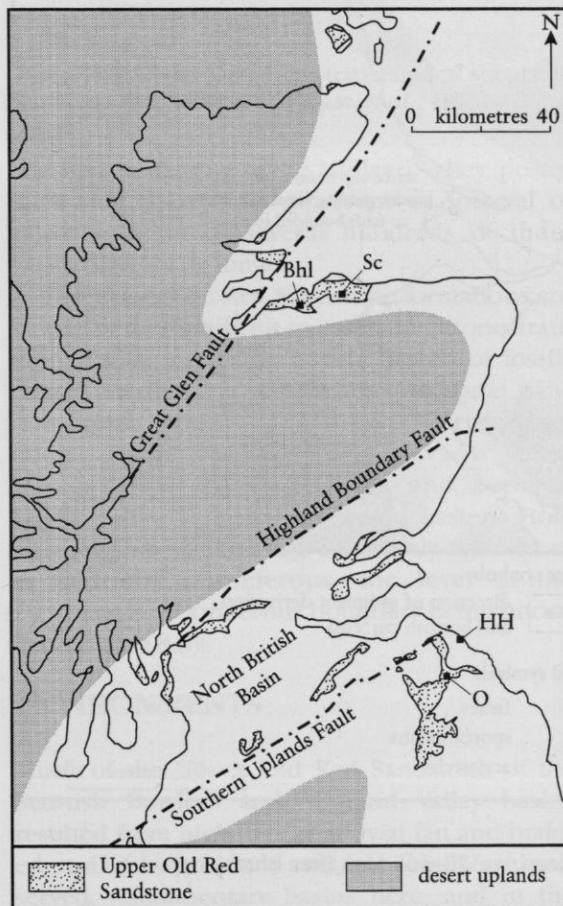 N
0 kilometres 40
Bhl
Sc
Great Glen Fault
Highland Boundary Fault
HH
North British
Basin
O
Southern Uplands Fault
Upper Old Red
Sandstone
desert uplands